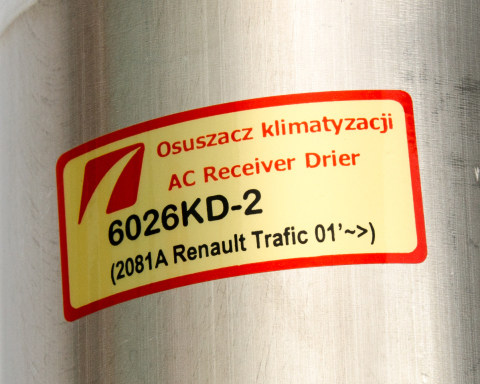 Osuszacz klimatyzacji
AC Receiver Drier
6026KD-2
(2081A Renault Trafic 01'~>)